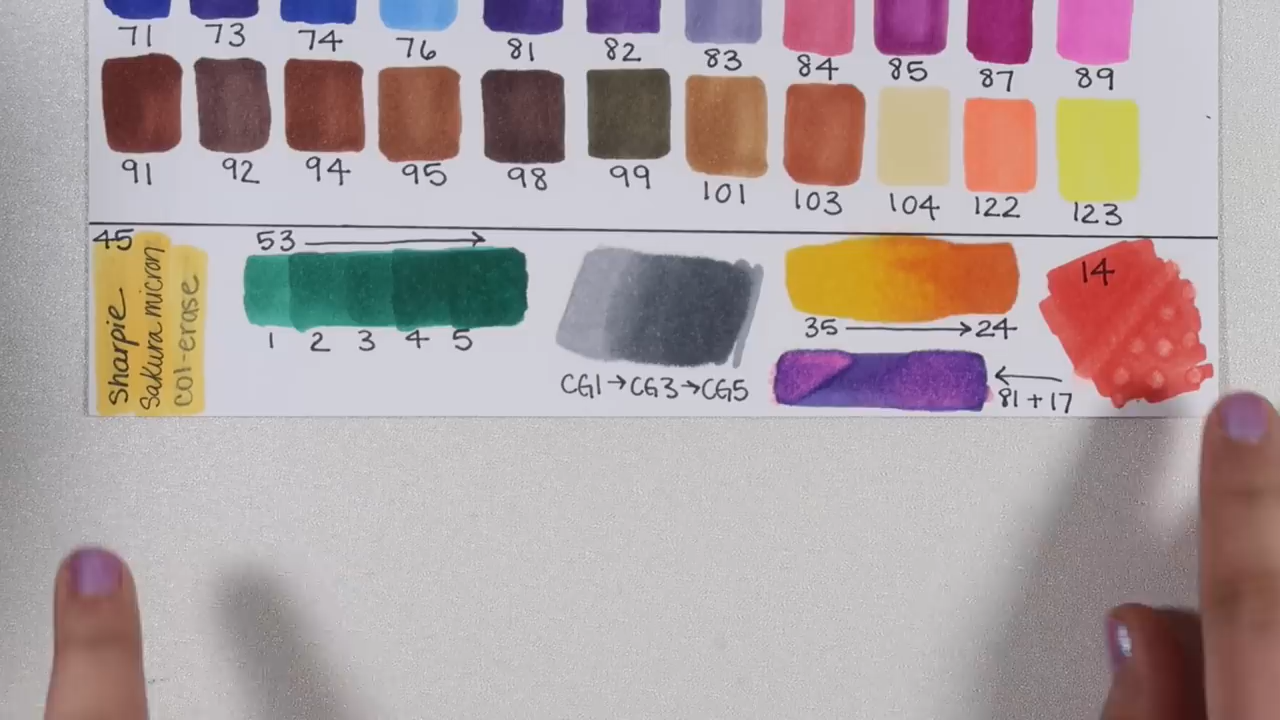 71 73 74 76 81 82 83 84 85 87 89
91 92 94 95 98 99 101 103 104 122 123
45
sharpie
Sakura micron
col-erase
53
1 2 3 4 5
CG1→CG3→CG5
35 → 24
← 81+17
14